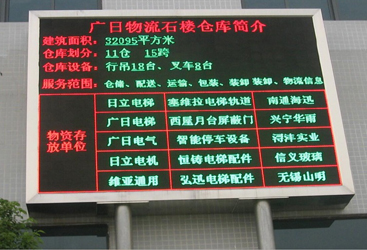 广日物流石楼仓库简介
建筑面积：32095平方米
仓库划分：11仓 15跨
仓库设备：行吊18台、叉车8台
服务范围：仓储、配送、运输、包装、装卸 装卸、物流信息
物资存放单位
日立电梯 塞维拉电梯轨道 南通海迅
广日电梯 西尾月台屏蔽门 兴宁华雨
广日电气 智能停车设备 浔沣实业
日立电机 恒铸电梯配件 信义玻璃
维亚通用 弘迅电梯配件 无锡山明